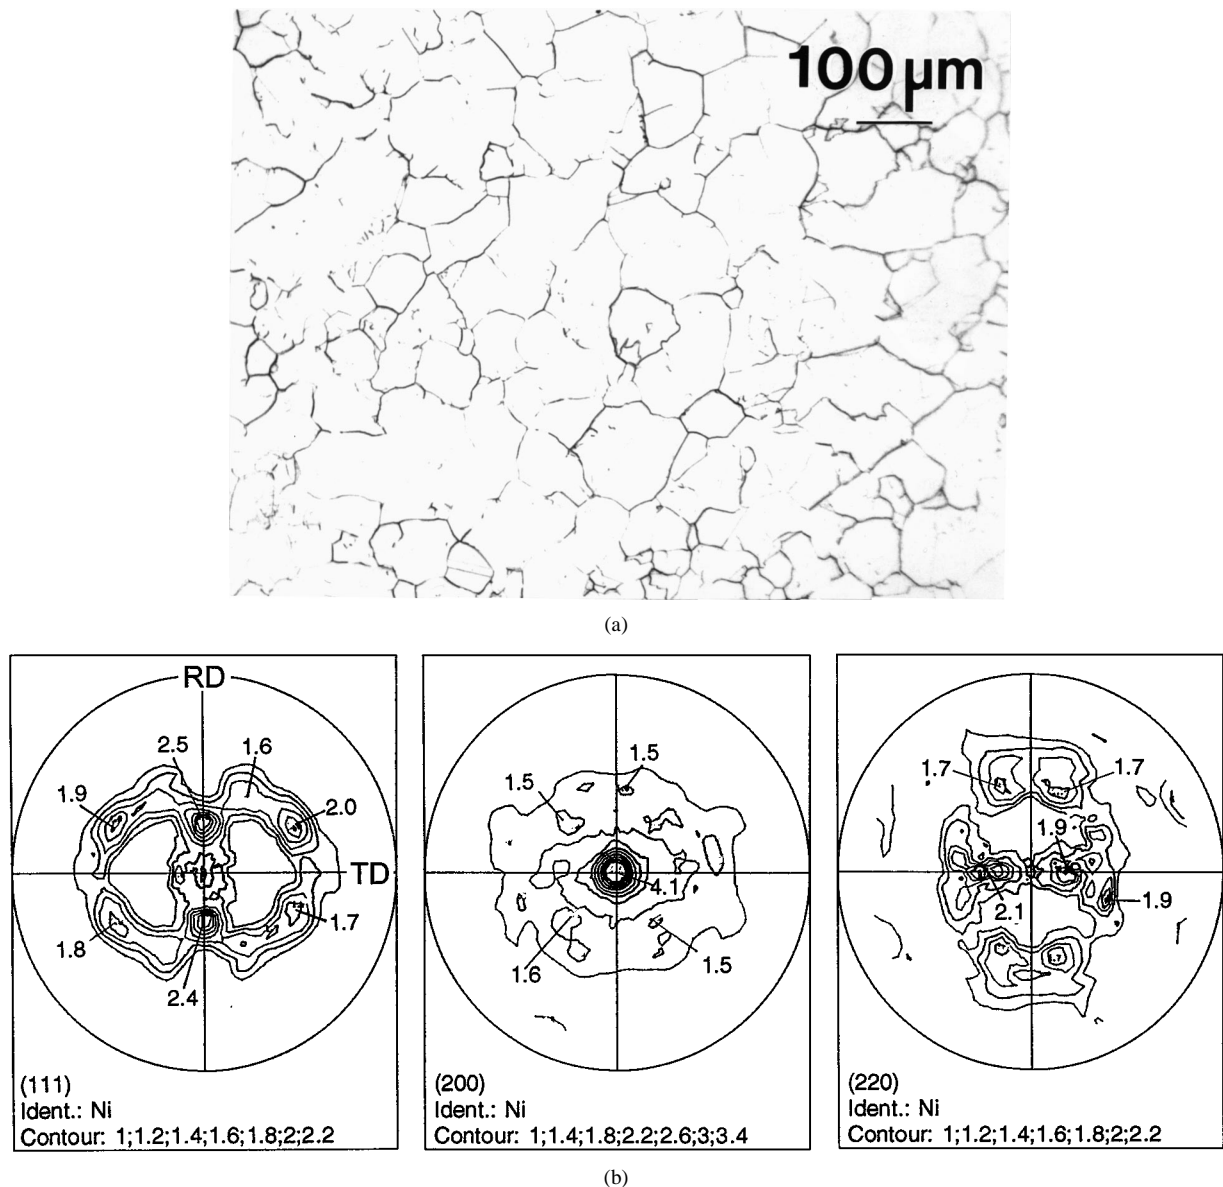 100 µm
(a)
RD
2.5
1.6
1.9
2.0
TD
1.8
1.7
2.4
(111)
Ident.: Ni
Contour: 1;1.2;1.4;1.6;1.8;2;2.2
1.5
1.5
4.1
1.6
1.5
(200)
Ident.: Ni
Contour: 1;1.4;1.8;2.2;2.6;3;3.4
1.7
1.7
1.9
2.1
1.9
1.7
(220)
Ident.: Ni
Contour: 1;1.2;1.4;1.6;1.8;2;2.2
(b)